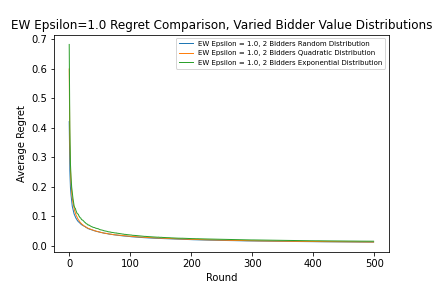 EW Epsilon=1.0 Regret Comparison, Varied Bidder Value Distributions
EW Epsilon = 1.0, 2 Bidders Random Distribution
EW Epsilon = 1.0, 2 Bidders Quadratic Distribution
EW Epsilon = 1.0, 2 Bidders Exponential Distribution
Average Regret
0.7
0.6
0.5
0.4
0.3
0.2
0.1
0.0
0
100
200
300
400
500
Round